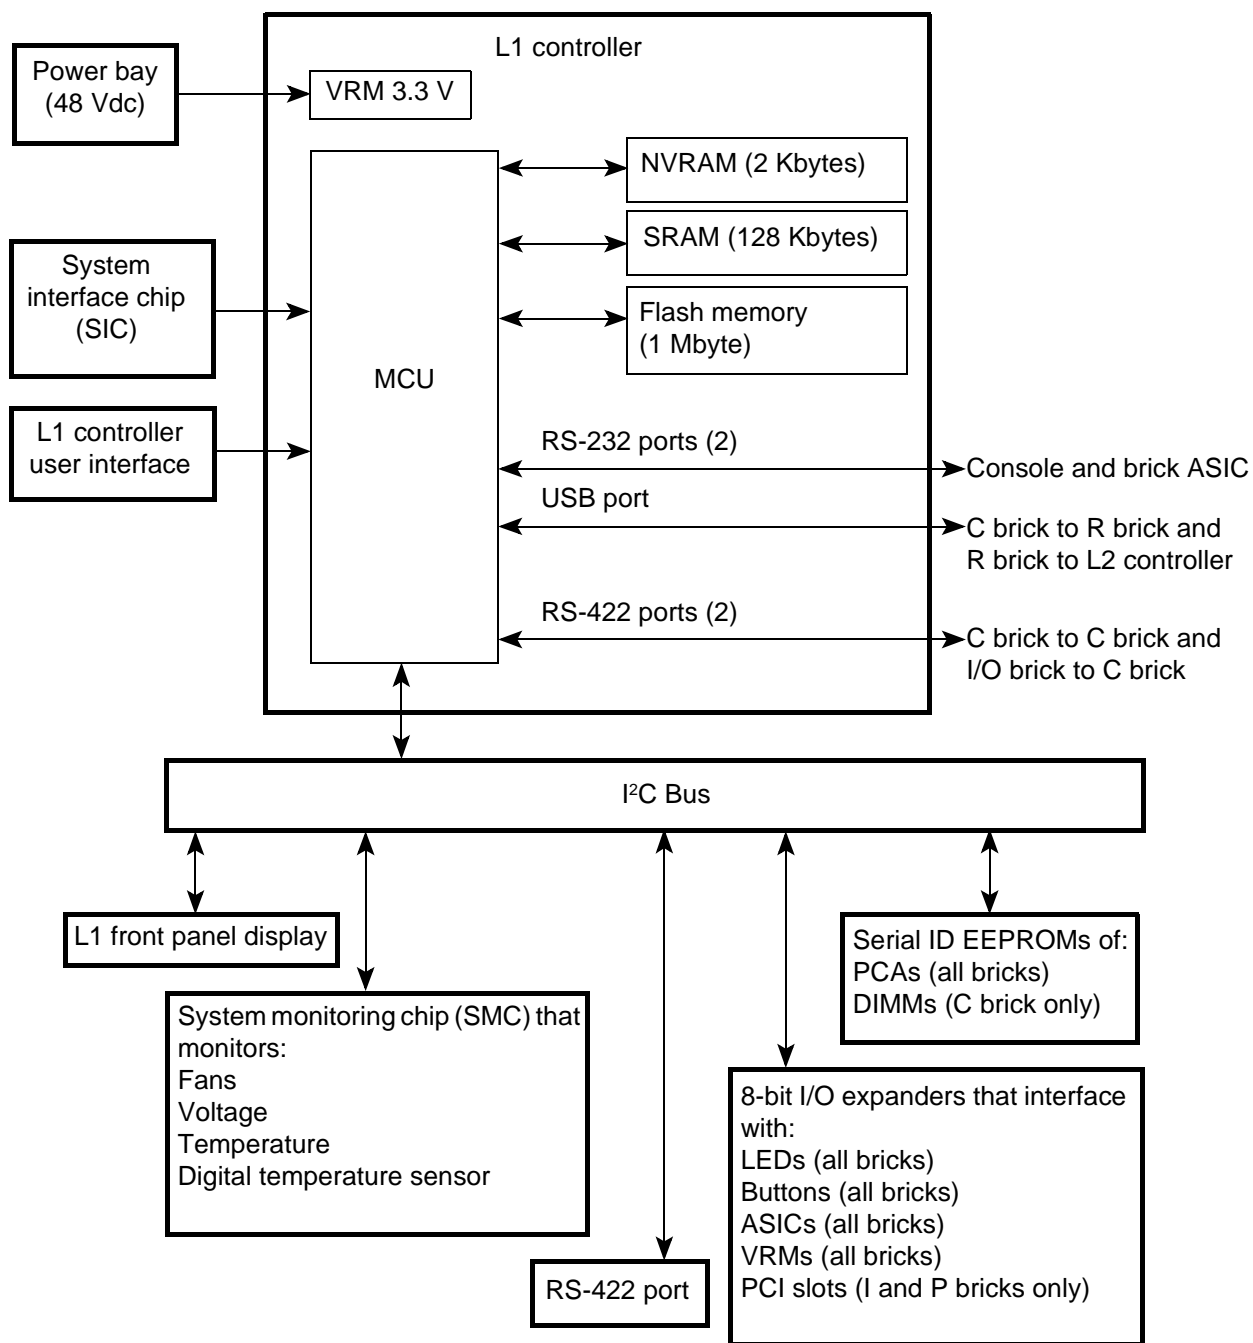 L1 controller
Power bay
(48 Vdc)
VRM 3.3 V
NVRAM (2 Kbytes)
SRAM (128 Kbytes)
System
interface chip
(SIC)
Flash memory
(1 Mbyte)
MCU
L1 controller
user interface
RS-232 ports (2)
Console and brick ASIC
USB port
C brick to R brick and
R brick to L2 controller
RS-422 ports (2)
C brick to C brick and
I/O brick to C brick
I²C Bus
L1 front panel display
Serial ID EEPROMs of:
PCAs (all bricks)
DIMMs (C brick only)
System monitoring chip (SMC) that
monitors:
Fans
Voltage
Temperature
Digital temperature sensor
8-bit I/O expanders that interface
with:
LEDs (all bricks)
Buttons (all bricks)
ASICs (all bricks)
VRMs (all bricks)
PCI slots (I and P bricks only)
RS-422 port